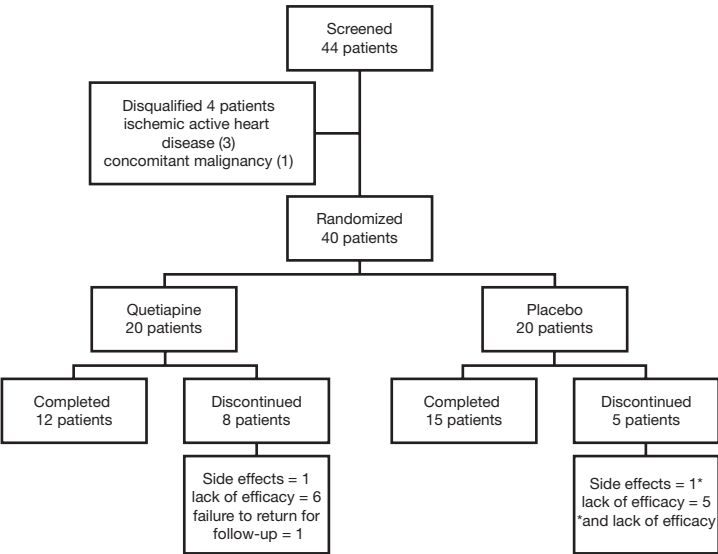 Screened
44 patients
Disqualified 4 patients
ischemic active heart
disease (3)
concomitant malignancy (1)
Randomized
40 patients
Quetiapine
20 patients
Placebo
20 patients
Completed
12 patients
Discontinued
8 patients
Completed
15 patients
Discontinued
5 patients
Side effects = 1
lack of efficacy = 6
failure to return for
follow-up = 1
Side effects = 1*
lack of efficacy = 5
*and lack of efficacy